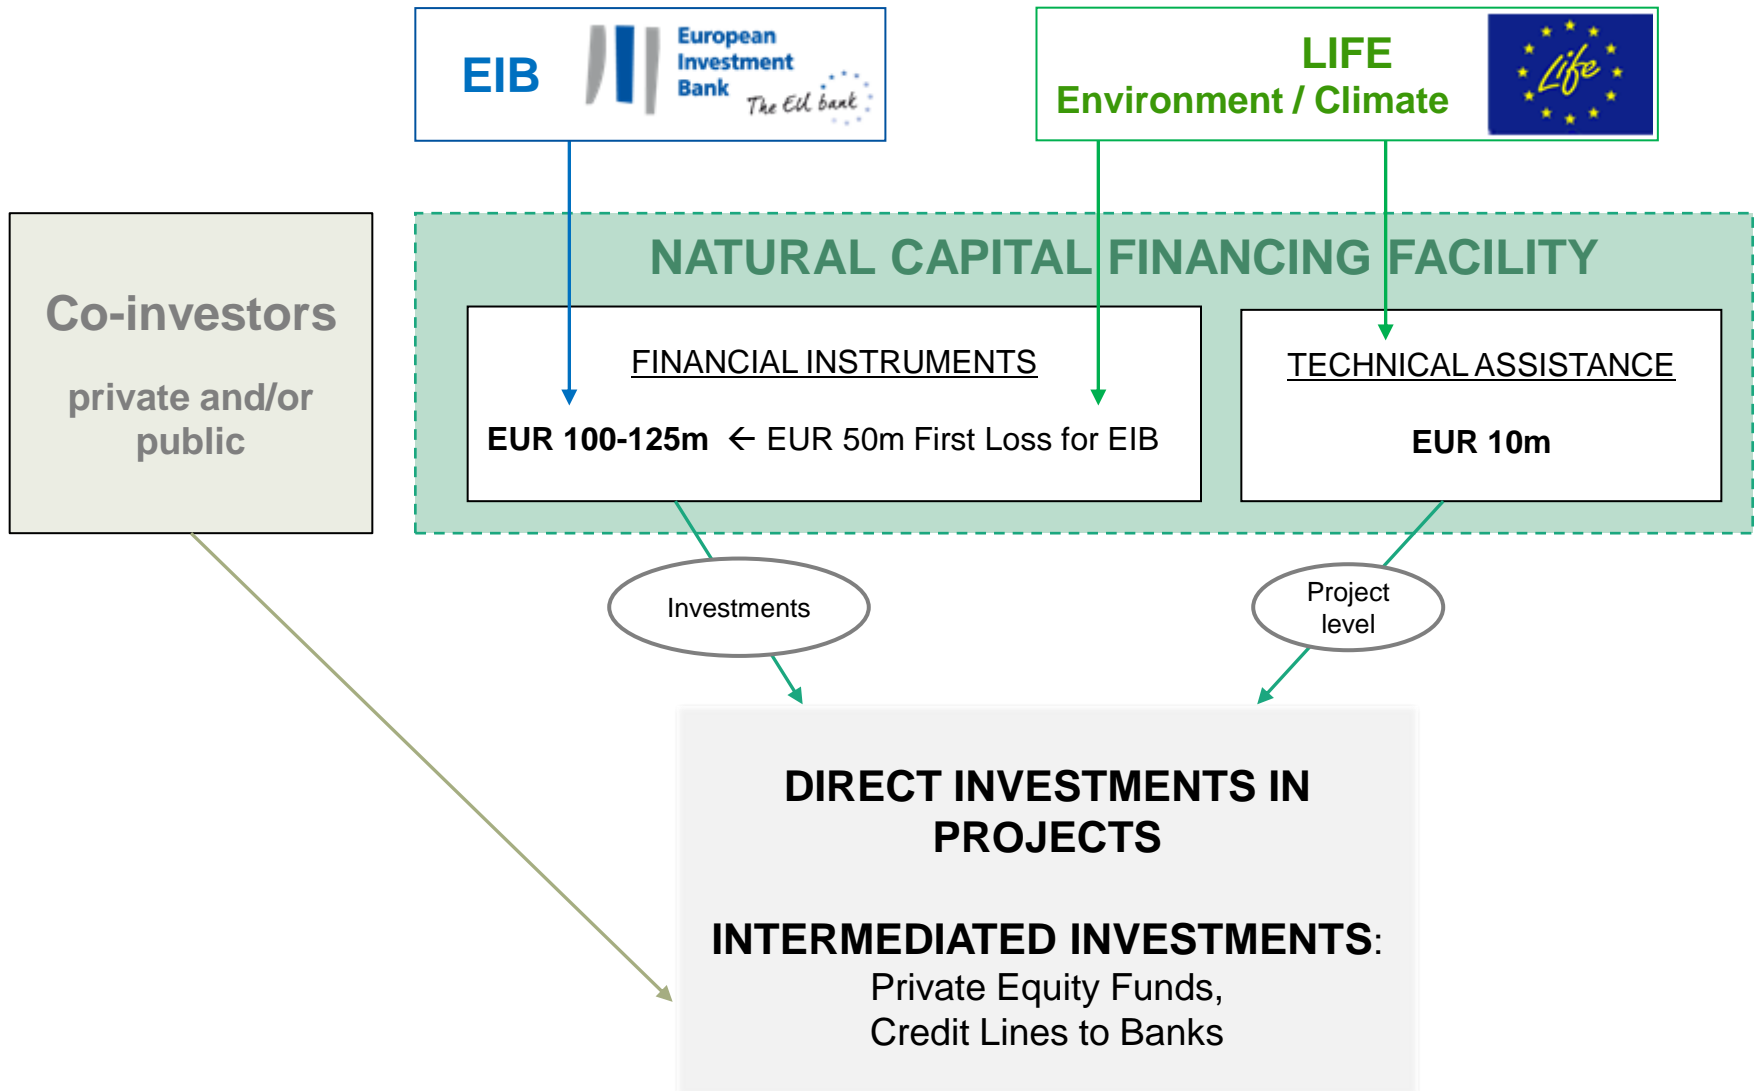 EIB
European
Investment
Bank
The EU bank
LIFE
Environment / Climate
Life
Co-investors
private and/or
public
NATURAL CAPITAL FINANCING FACILITY
FINANCIAL INSTRUMENTS
EUR 100-125m ← EUR 50m First Loss for EIB
TECHNICAL ASSISTANCE
EUR 10m
Investments
Project
level
DIRECT INVESTMENTS IN
PROJECTS
INTERMEDIATED INVESTMENTS:
Private Equity Funds,
Credit Lines to Banks